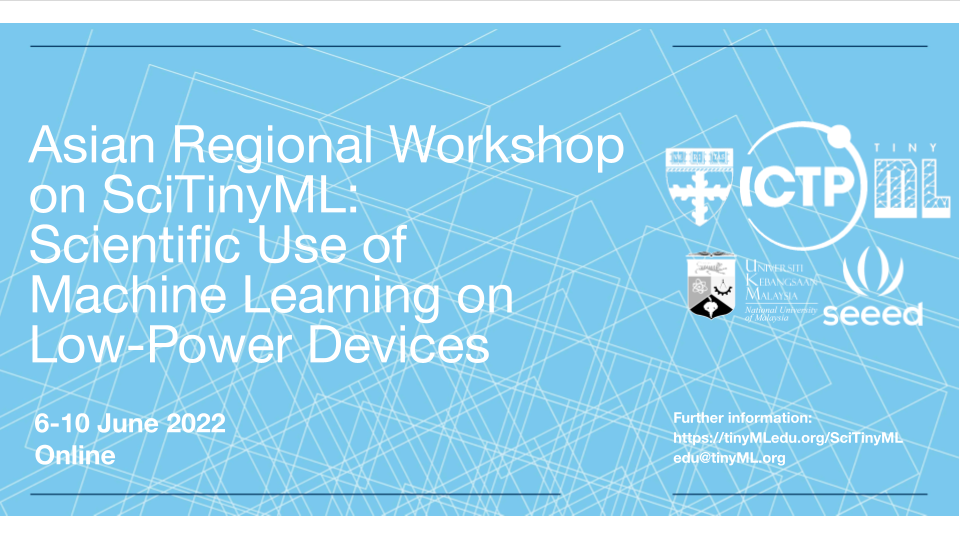 Asian Regional Workshop
on SciTinyML:
Scientific Use of
Machine Learning on
Low-Power Devices
6-10 June 2022
Online
ICTP
TINY
ML
UNIVERSITI
KEBANGSAAN
MALAYSIA
National University
of Malaysia
seeed
Further information:
https://tinyMLedu.org/SciTinyML
edu@tinyML.org